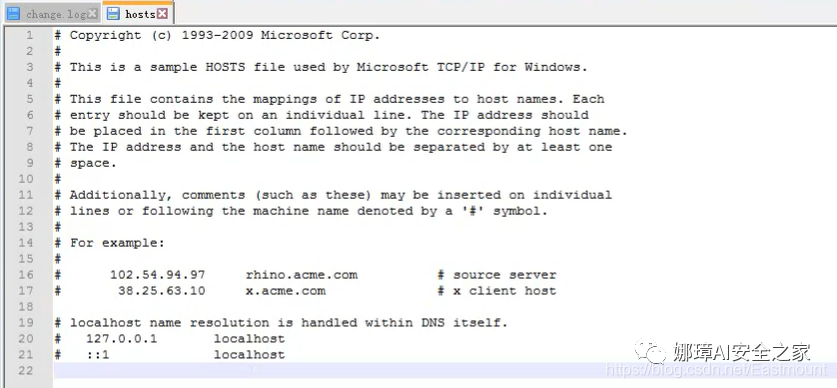 change.log hosts
1 # Copyright (c) 1993-2009 Microsoft Corp.
2 #
3 # This is a sample HOSTS file used by Microsoft TCP/IP for Windows.
4 #
5 # This file contains the mappings of IP addresses to host names. Each
6 # entry should be kept on an individual line. The IP address should
7 # be placed in the first column followed by the corresponding host name.
8 # The IP address and the host name should be separated by at least one
9 # space.
10 #
11 # Additionally, comments (such as these) may be inserted on individual
12 # lines or following the machine name denoted by a '#' symbol.
13 #
14 # For example:
15 #
16 # 102.54.94.97 rhino.acme.com # source server
17 # 38.25.63.10 x.acme.com # x client host
18
19 # localhost name resolution is handled within DNS itself.
20 # 127.0.0.1 localhost
21 # ::1 localhost
22
娜璋AI安全之家
https://blog.csdn.net/Eastmount